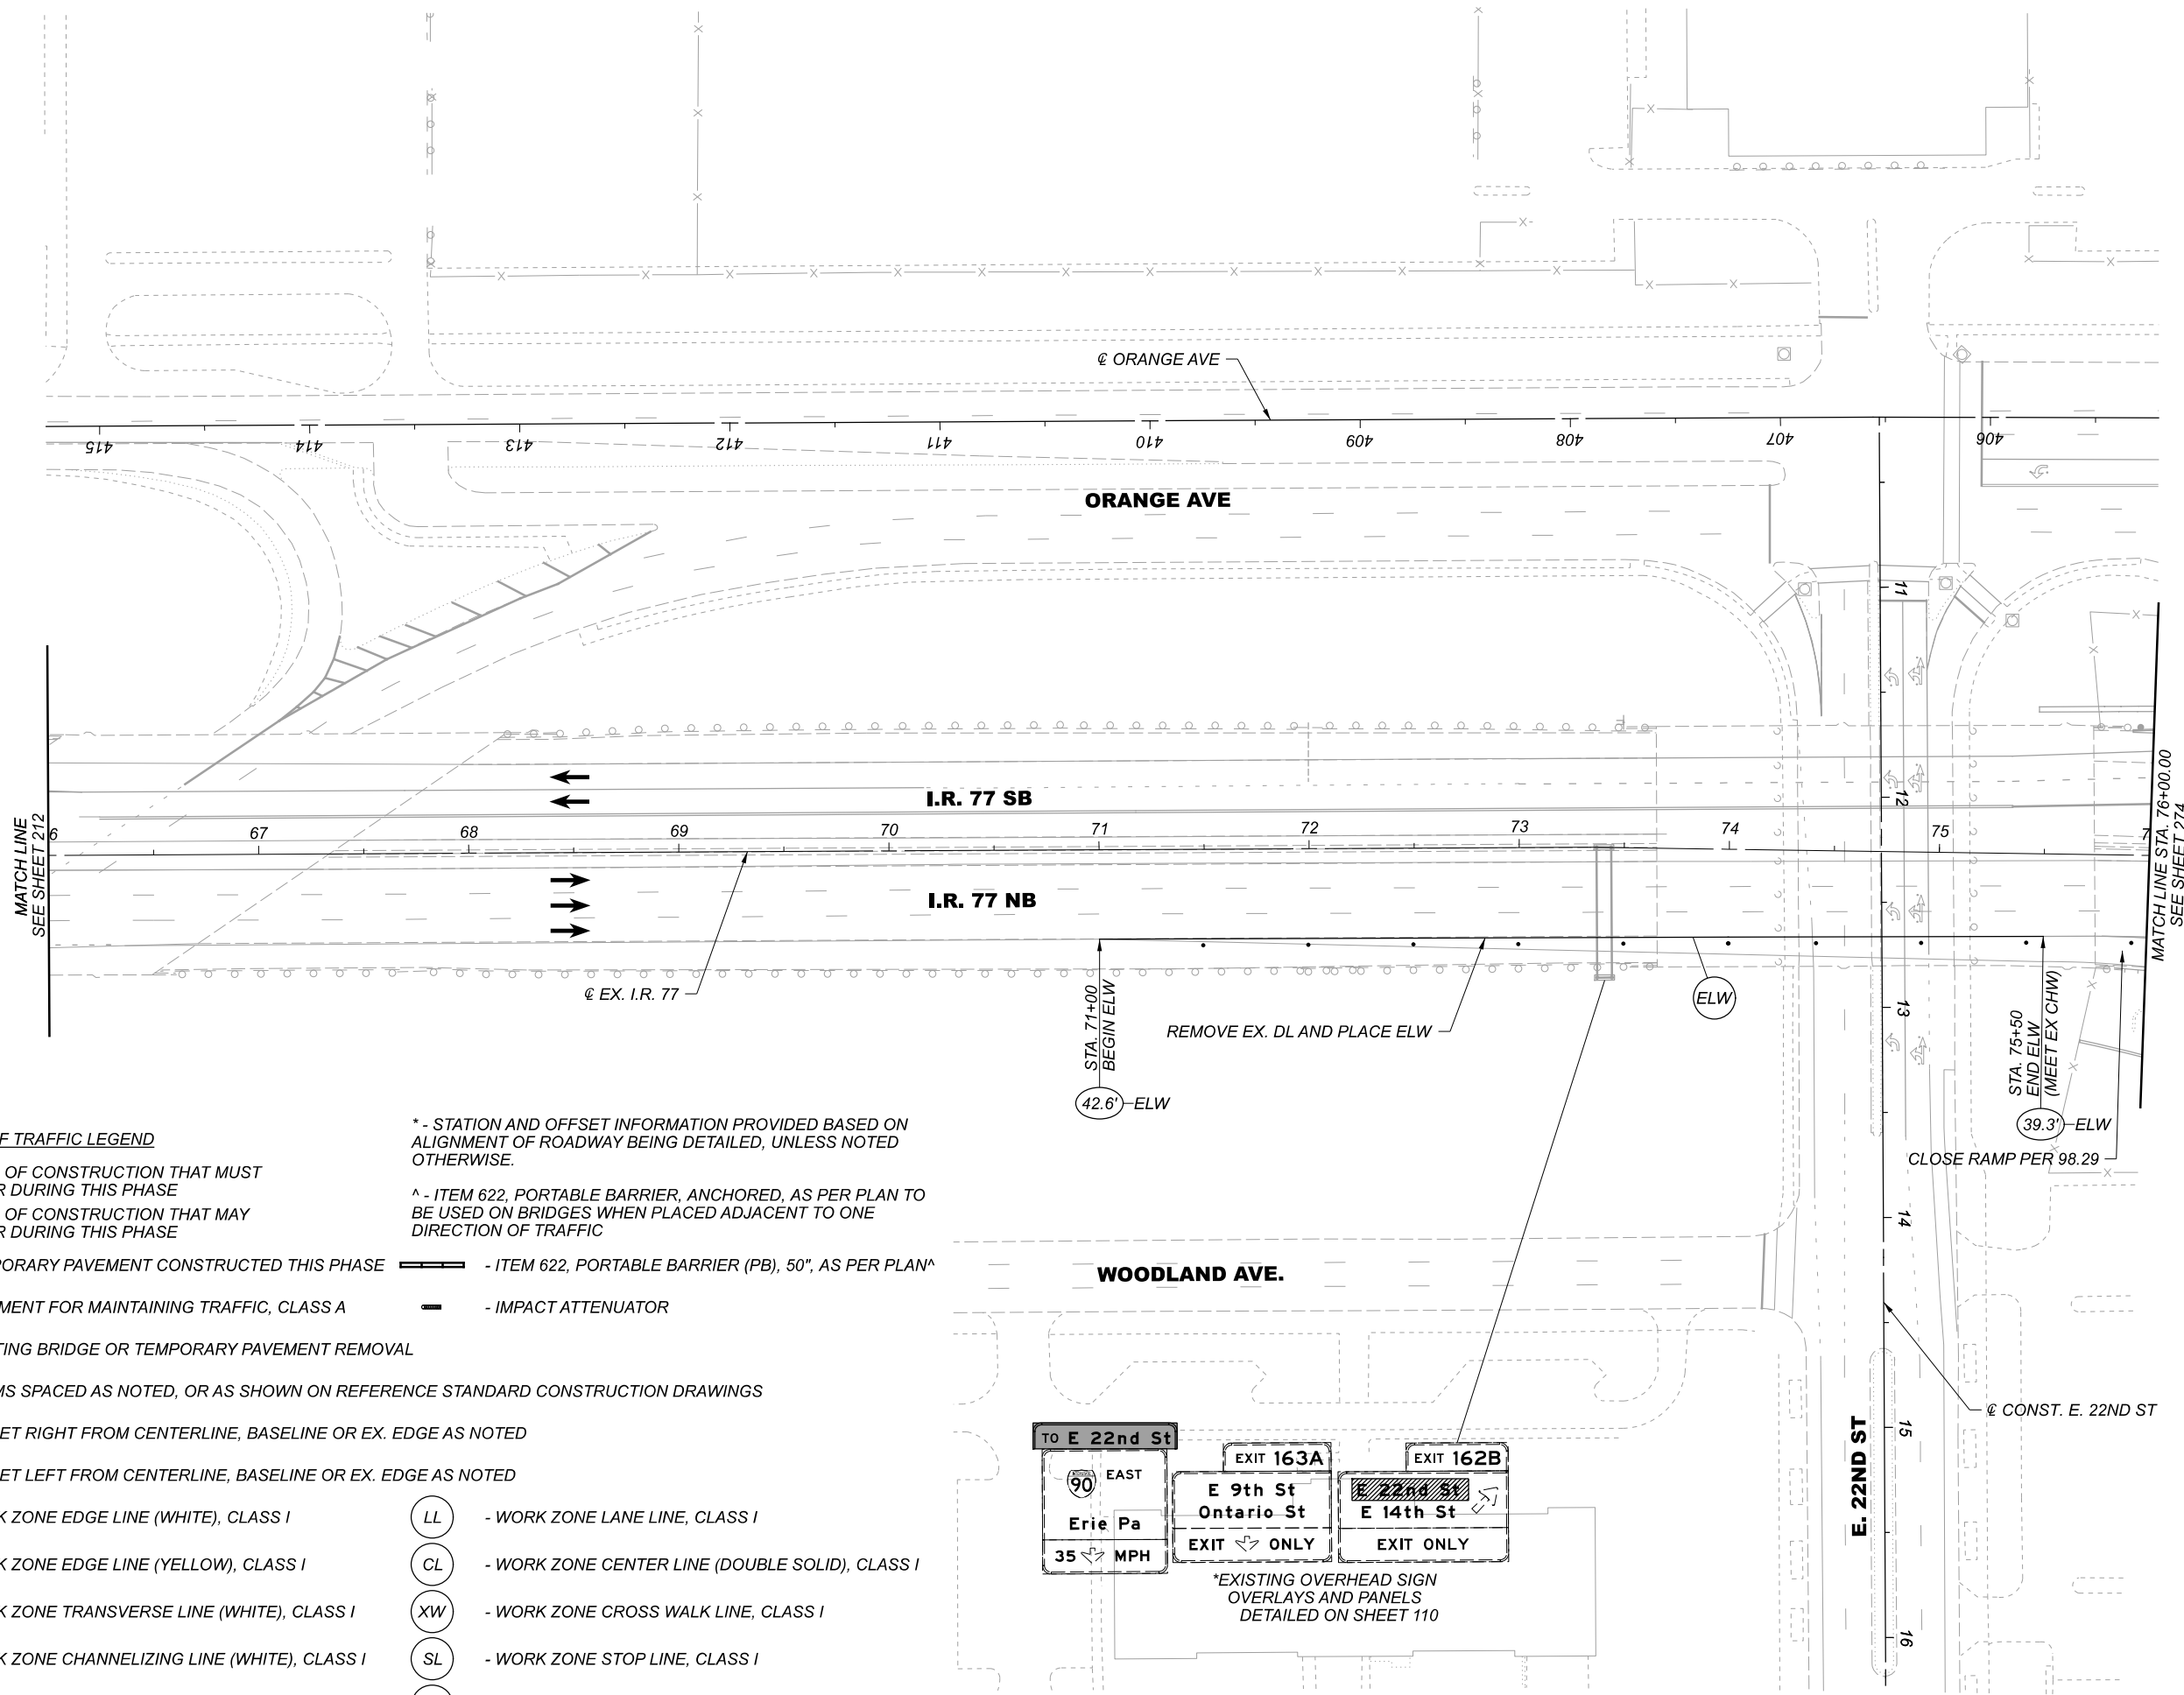 ℄ ORANGE AVE
415 414 413 412 411 410 409 408 407 406
ORANGE AVE
11
12
13
14
15
16
I.R. 77 SB
6 67 68 69 70 71 72 73 74 75 7
I.R. 77 NB
MATCH LINE
SEE SHEET 212
MATCH LINE STA. 76+00.00
SEE SHEET 274
℄ EX. I.R. 77
STA. 71+00
BEGIN ELW
42.6' ELW
REMOVE EX. DL AND PLACE ELW
ELW
STA. 75+50
END ELW
(MEET EX CHW)
39.3' ELW
CLOSE RAMP PER 98.29
F TRAFFIC LEGEND
OF CONSTRUCTION THAT MUST
R DURING THIS PHASE
OF CONSTRUCTION THAT MAY
R DURING THIS PHASE
PORARY PAVEMENT CONSTRUCTED THIS PHASE
EMENT FOR MAINTAINING TRAFFIC, CLASS A
TING BRIDGE OR TEMPORARY PAVEMENT REMOVAL
MS SPACED AS NOTED, OR AS SHOWN ON REFERENCE STANDARD CONSTRUCTION DRAWINGS
ET RIGHT FROM CENTERLINE, BASELINE OR EX. EDGE AS NOTED
ET LEFT FROM CENTERLINE, BASELINE OR EX. EDGE AS NOTED
K ZONE EDGE LINE (WHITE), CLASS I
K ZONE EDGE LINE (YELLOW), CLASS I
K ZONE TRANSVERSE LINE (WHITE), CLASS I
K ZONE CHANNELIZING LINE (WHITE), CLASS I
* - STATION AND OFFSET INFORMATION PROVIDED BASED ON
ALIGNMENT OF ROADWAY BEING DETAILED, UNLESS NOTED
OTHERWISE.
^ - ITEM 622, PORTABLE BARRIER, ANCHORED, AS PER PLAN TO
BE USED ON BRIDGES WHEN PLACED ADJACENT TO ONE
DIRECTION OF TRAFFIC
- ITEM 622, PORTABLE BARRIER (PB), 50", AS PER PLAN^
- IMPACT ATTENUATOR
LL - WORK ZONE LANE LINE, CLASS I
CL - WORK ZONE CENTER LINE (DOUBLE SOLID), CLASS I
XW - WORK ZONE CROSS WALK LINE, CLASS I
SL - WORK ZONE STOP LINE, CLASS I
WOODLAND AVE.
TO E 22nd St
90 EAST
Erie Pa
35 MPH
EXIT 163A
E 9th St
Ontario St
EXIT ONLY
EXIT 162B
E 22nd St
E 14th St
EXIT ONLY
*EXISTING OVERHEAD SIGN
OVERLAYS AND PANELS
DETAILED ON SHEET 110
E. 22ND ST
℄ CONST. E. 22ND ST